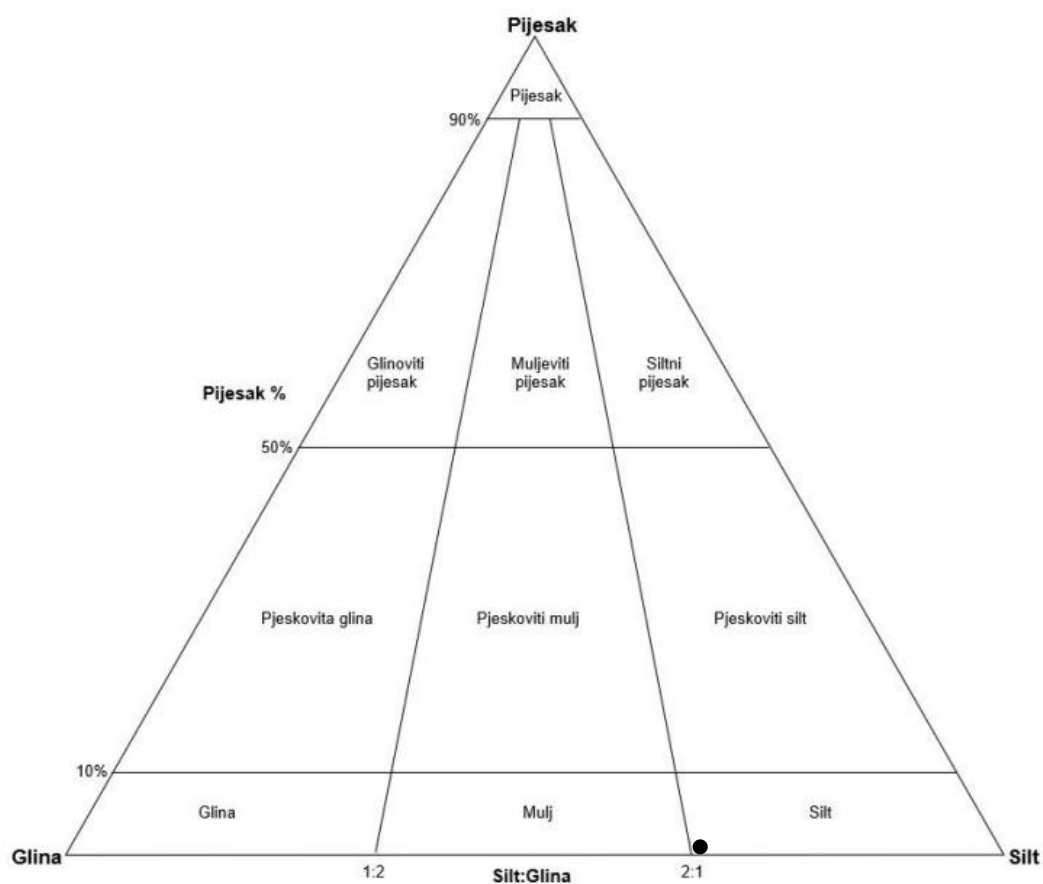 Pijesak
Pijesak
90%
Glinoviti
pijesak
Muljeviti
pijesak
Siltni
pijesak
Pijesak %
50%
Pjeskovita glina
Pjeskoviti mulj
Pjeskoviti silt
10%
Glina
Mulj
Silt
Glina
Silt
1:2
Silt:Glina
2:1